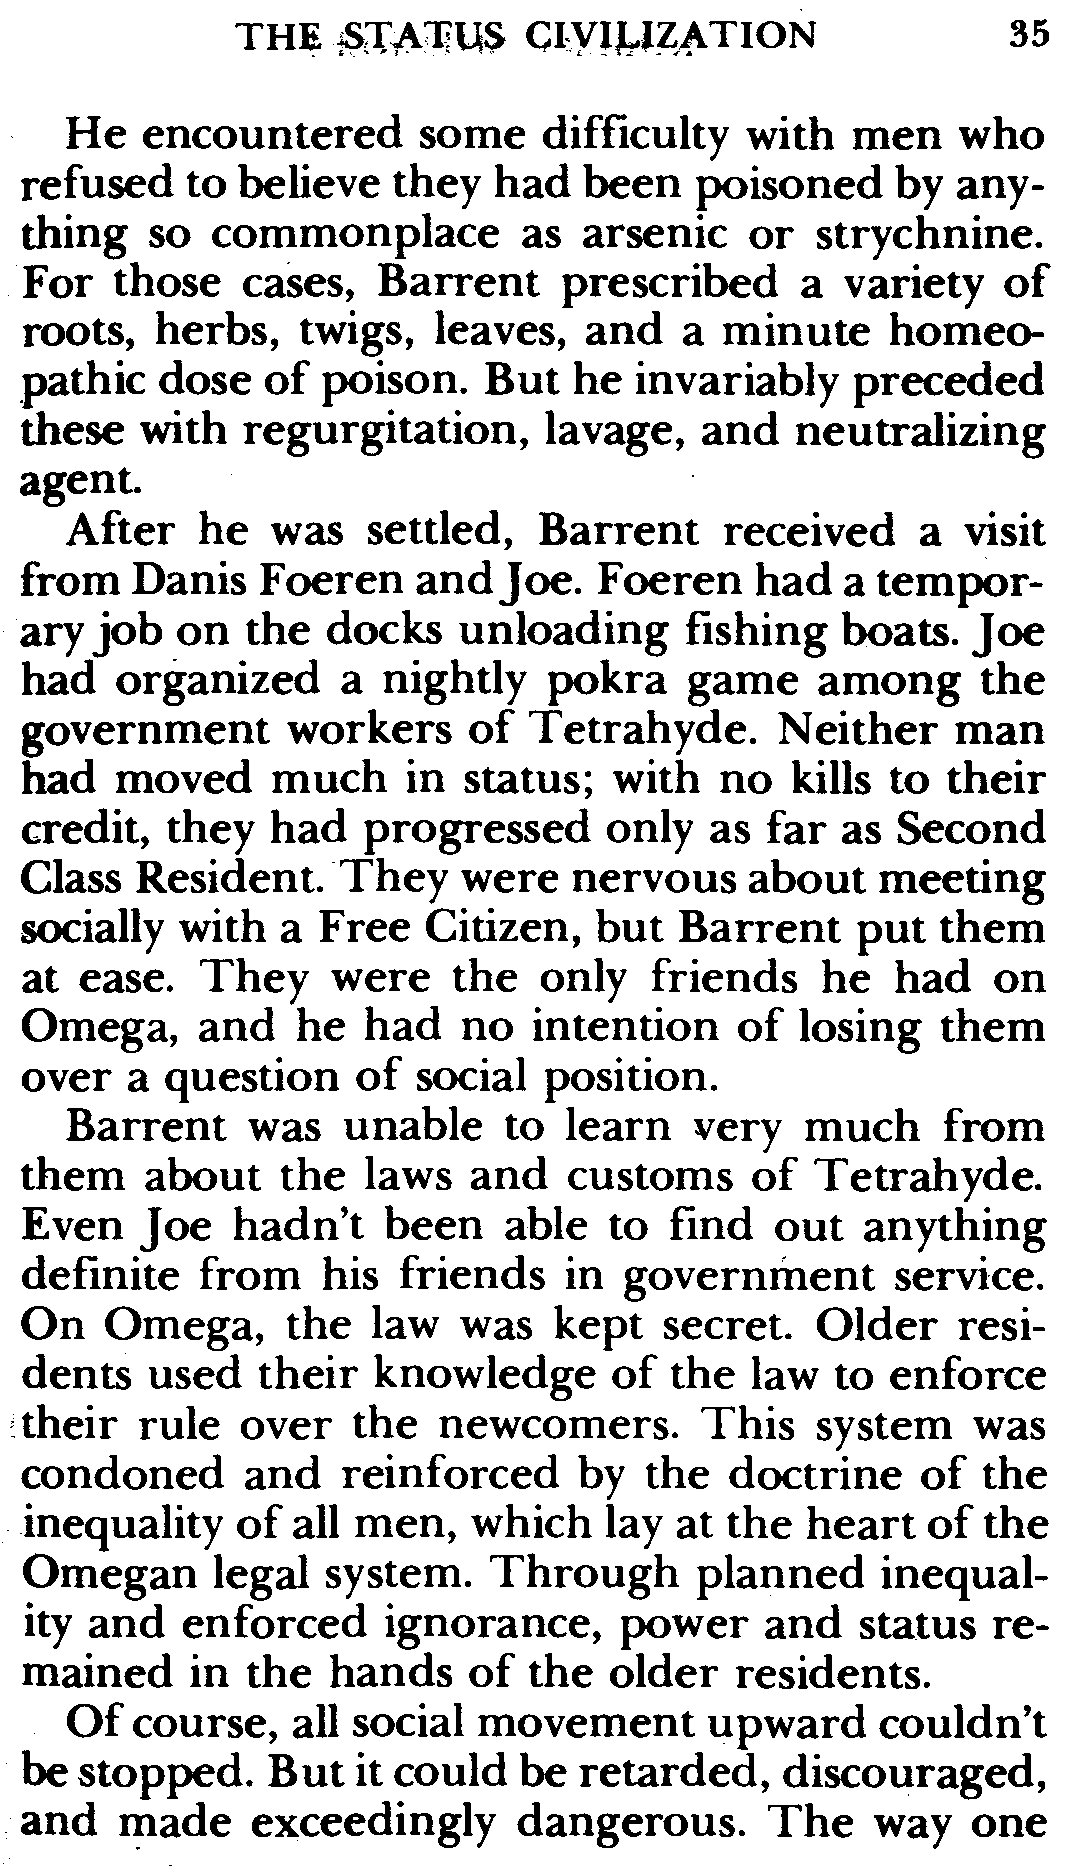 THE STATUS CIVILIZATION 35
He encountered some difficulty with men who
refused to believe they had been poisoned by any-
thing so commonplace as arsenic or strychnine.
For those cases, Barrent prescribed a variety of
roots, herbs, twigs, leaves, and a minute homeo-
pathic dose of poison. But he invariably preceded
these with regurgitation, lavage, and neutralizing
agent.
After he was settled, Barrent received a visit
from Danis Foeren and Joe. Foeren had a tempor-
ary job on the docks unloading fishing boats. Joe
had organized a nightly pokra game among the
government workers of Tetrahyde. Neither man
had moved much in status; with no kills to their
credit, they had progressed only as far as Second
Class Resident. They were nervous about meeting
socially with a Free Citizen, but Barrent put them
at ease. They were the only friends he had on
Omega, and he had no intention of losing them
over a question of social position.
Barrent was unable to learn very much from
them about the laws and customs of Tetrahyde.
Even Joe hadn't been able to find out anything
definite from his friends in government service.
On Omega, the law was kept secret. Older resi-
dents used their knowledge of the law to enforce
their rule over the newcomers. This system was
condoned and reinforced by the doctrine of the
inequality of all men, which lay at the heart of the
Omegan legal system. Through planned inequal-
ity and enforced ignorance, power and status re-
mained in the hands of the older residents.
Of course, all social movement upward couldn't
be stopped. But it could be retarded, discouraged,
and made exceedingly dangerous. The way one